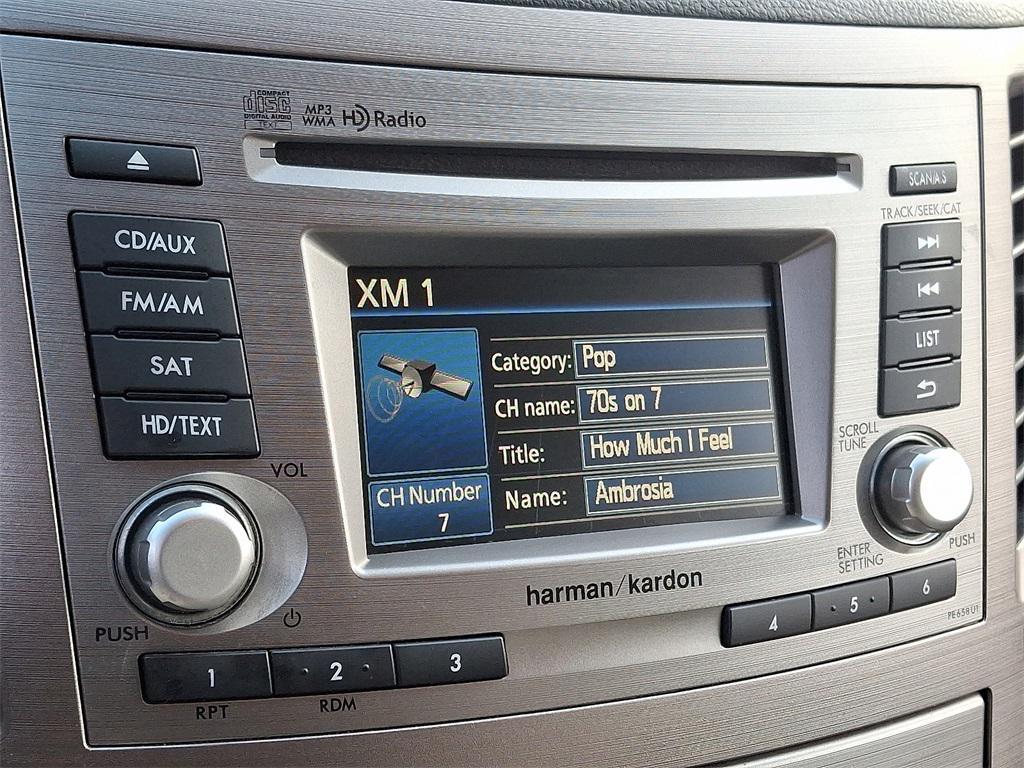 COMPACT
disc
DIGITAL AUDIO
TEXT
MP3
WMA
HD Radio
SCAN/A.S
TRACK/SEEK/CAT
CD/AUX
FM/AM
SAT
HD/TEXT
LIST
XM 1
Category: Pop
CH name: 70s on 7
Title: How Much I Feel
Name: Ambrosia
CH Number
7
VOL
PUSH
SCROLL
TUNE
PUSH
ENTER
SETTING
harman/kardon
1
2
3
4
5
6
RPT
RDM
PE658U1